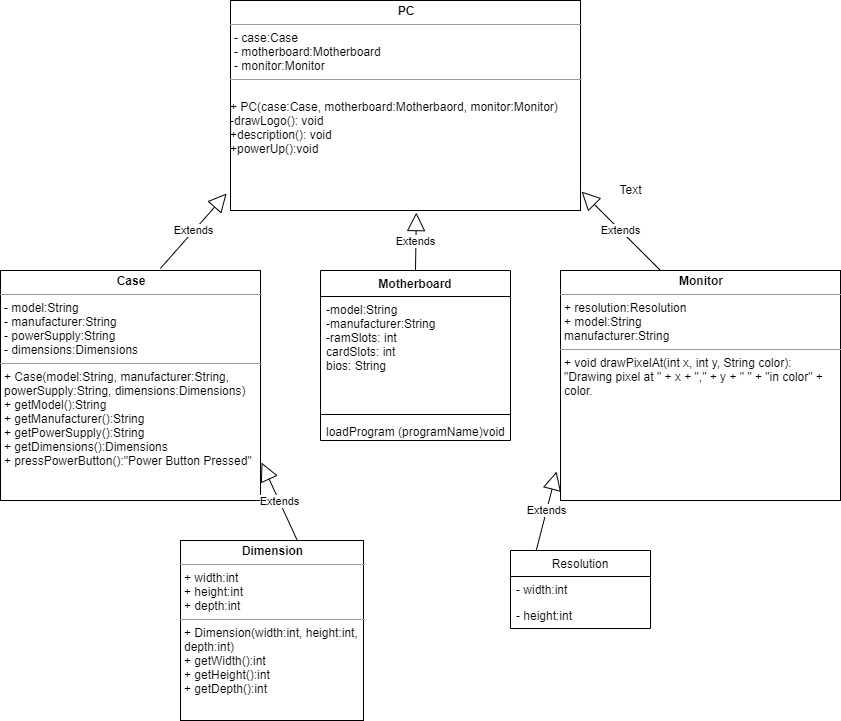 PC
- case:Case
- motherboard:Motherboard
- monitor:Monitor
+ PC(case:Case, motherboard:Motherbaord, monitor:Monitor)
-drawLogo(): void
+description(): void
+powerUp():void
Text
Extends
Extends
Extends
Case
- model:String
- manufacturer:String
- powerSupply:String
- dimensions:Dimensions
+ Case(model:String, manufacturer:String,
powerSupply:String, dimensions:Dimensions)
+ getModel():String
+ getManufacturer():String
+ getPowerSupply():String
+ getDimensions():Dimensions
+ pressPowerButton():"Power Button Pressed"
Motherboard
-model:String
-manufacturer:String
-ramSlots: int
cardSlots: int
bios: String
loadProgram (programName)void
Monitor
+ resolution:Resolution
+ model:String
manufacturer:String
+ void drawPixelAt(int x, int y, String color):
"Drawing pixel at " + x + "," + y + " " + "in color" +
color.
Extends
Extends
Dimension
+ width:int
+ height:int
+ depth:int
+ Dimension(width:int, height:int,
depth:int)
+ getWidth():int
+ getHeight():int
+ getDepth():int
Resolution
- width:int
- height:int